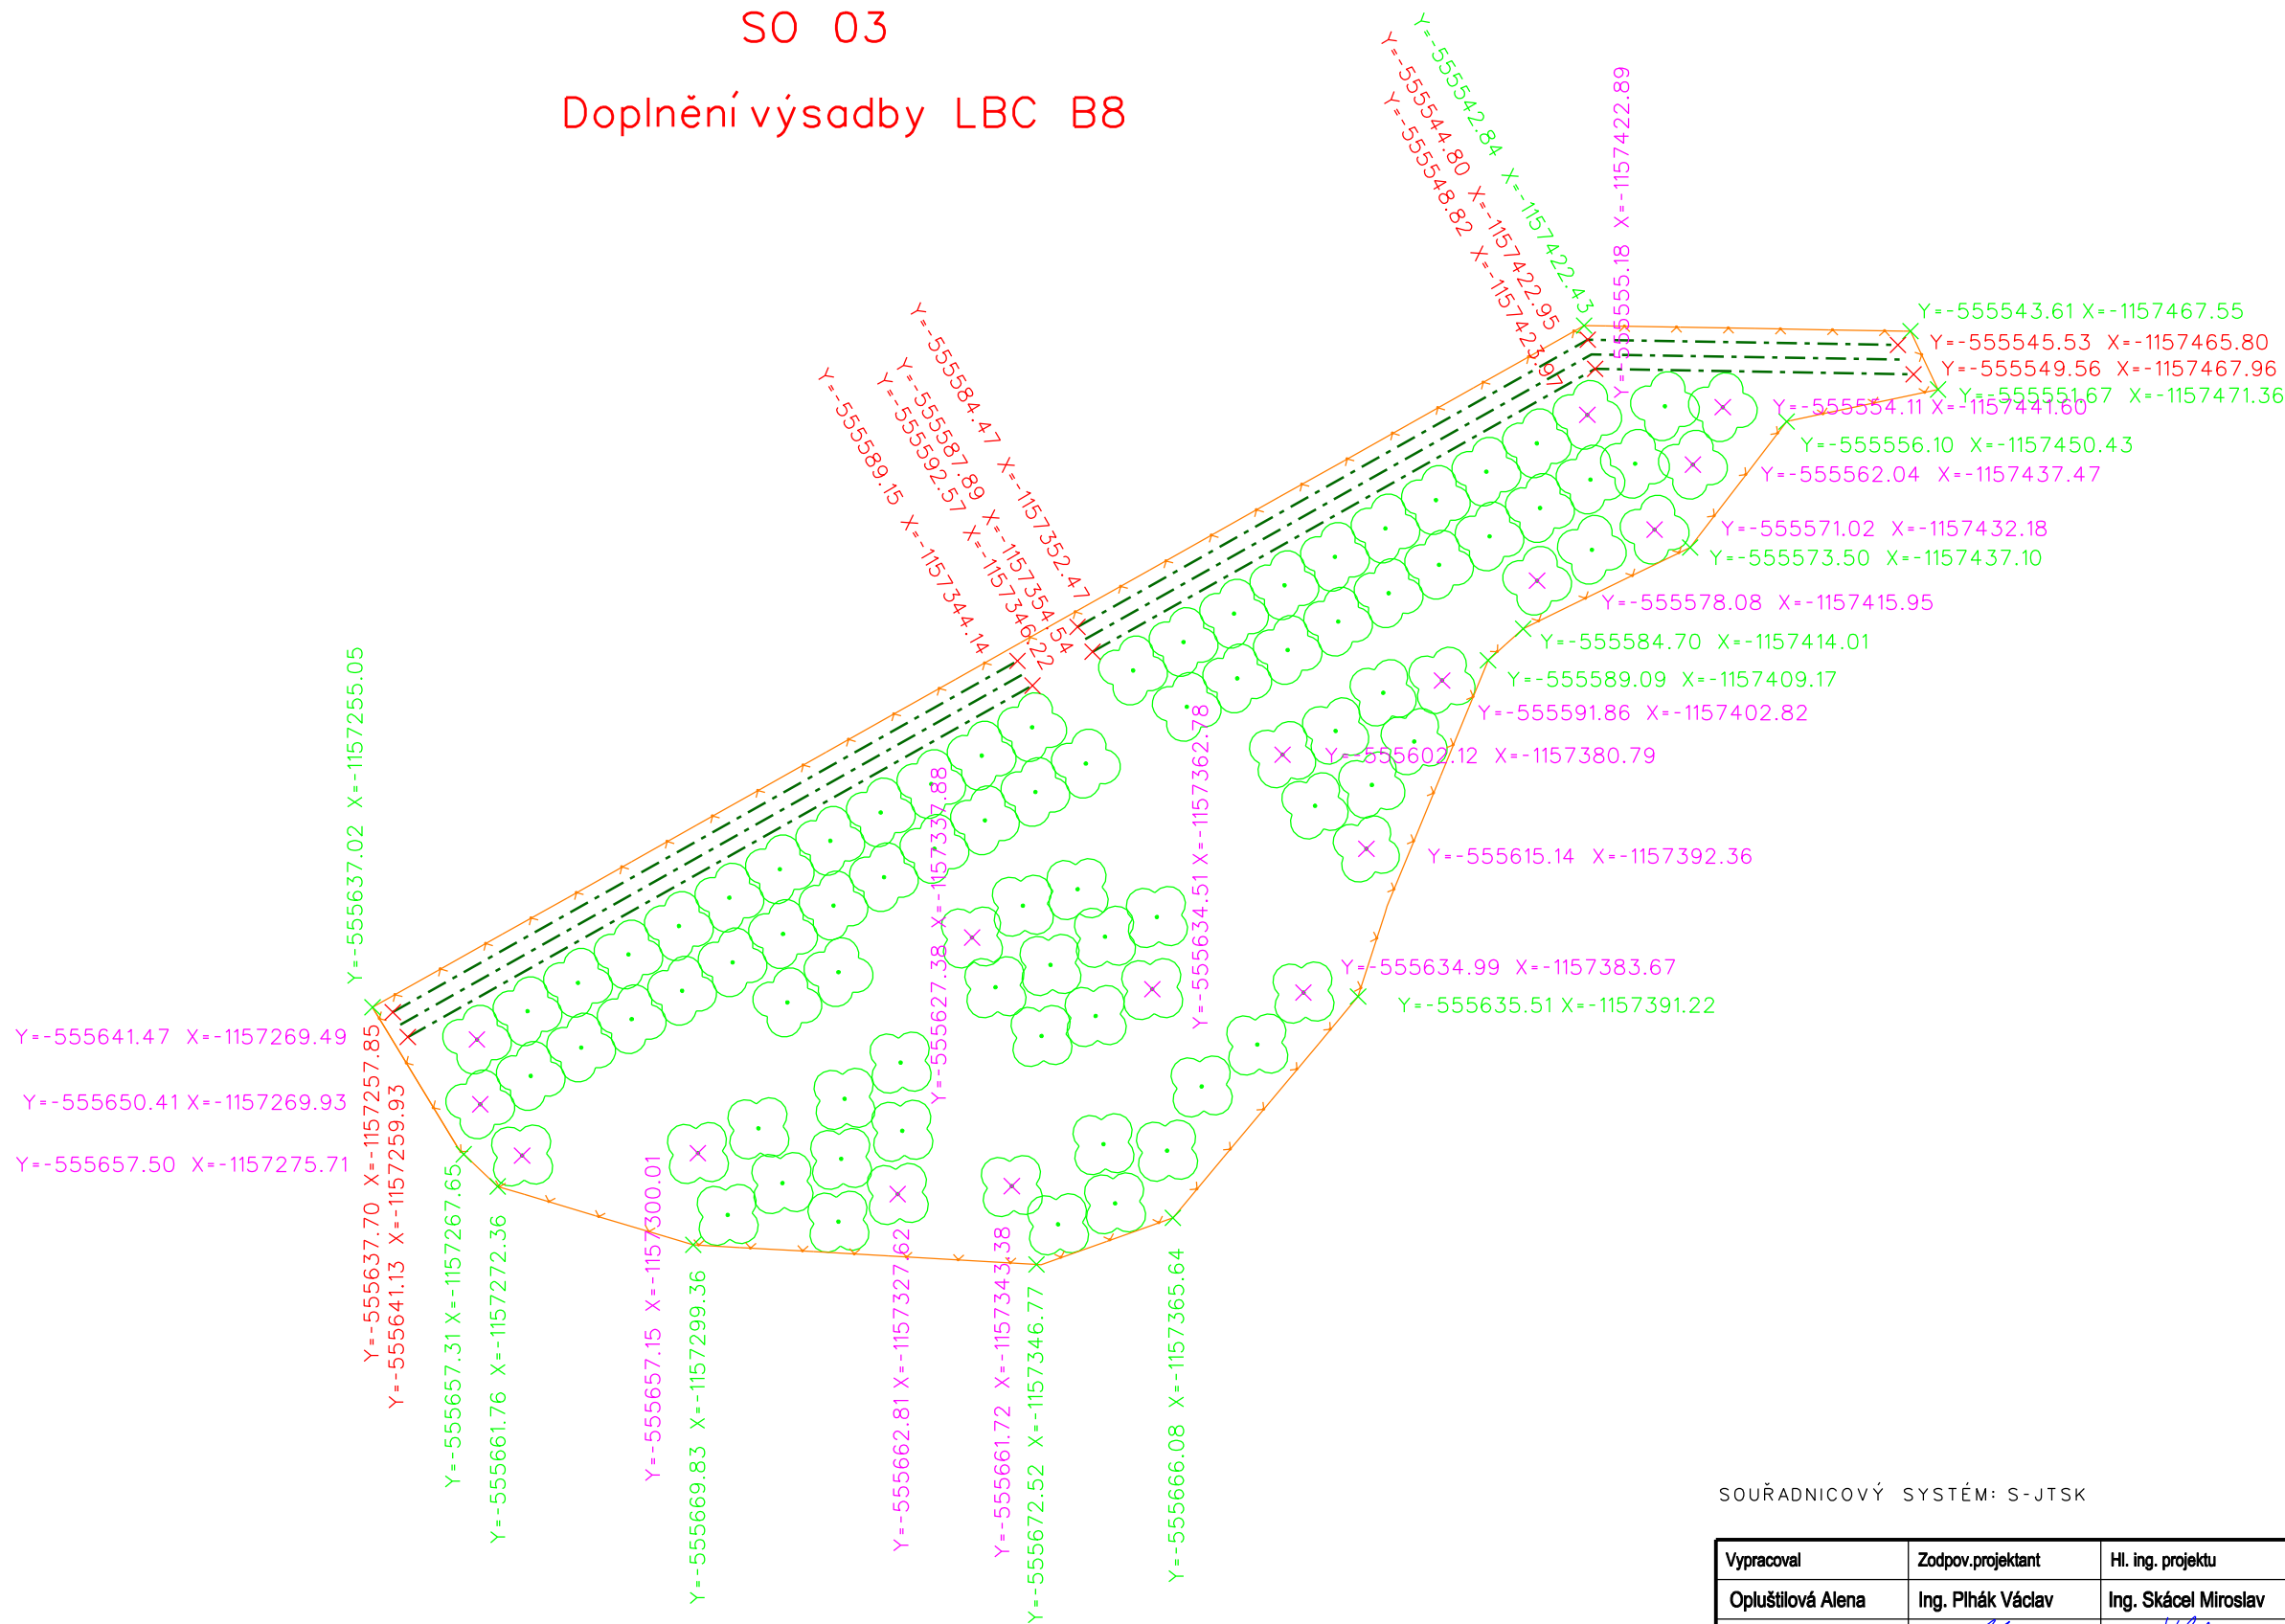 SO 03
Doplnění výsadby LBC B8
Y=-555542.84 X=-1157422.43
Y=-555544.80 X=-1157422.95
Y=-555548.82 X=-1157423.97
Y=-555555.18 X=-1157422.89
Y=-555543.61 X=-1157467.55
Y=-555545.53 X=-1157465.80
Y=-555549.56 X=-1157467.96
Y=-555551.67 X=-1157471.36
Y=-555554.11 X=-1157441.60
Y=-555556.10 X=-1157450.43
Y=-555562.04 X=-1157437.47
Y=-555571.02 X=-1157432.18
Y=-555573.50 X=-1157437.10
Y=-555578.08 X=-1157415.95
Y=-555584.70 X=-1157414.01
Y=-555589.09 X=-1157409.17
Y=-555591.86 X=-1157402.82
Y=-555602.12 X=-1157380.79
Y=-555615.14 X=-1157392.36
Y=-555634.99 X=-1157383.67
Y=-555635.51 X=-1157391.22
Y=-555584.47 X=-1157352.47
Y=-555587.89 X=-1157354.54
Y=-555592.57 X=-1157346.22
Y=-555589.15 X=-1157344.14
Y=-555637.02 X=-1157255.05
Y=-555627.38 X=-1157337.88
Y=-555634.51 X=-1157362.78
Y=-555641.47 X=-1157269.49
Y=-555650.41 X=-1157269.93
Y=-555657.50 X=-1157275.71
Y=-555637.70 X=-1157257.85
Y=-555641.13 X=-1157259.93
Y=-555657.31 X=-1157267.65
Y=-555661.76 X=-1157272.36
Y=-555657.15 X=-1157300.01
Y=-555669.83 X=-1157299.36
Y=-555662.81 X=-1157327.62
Y=-555661.72 X=-1157343.38
Y=-555672.52 X=-1157346.77
Y=-555666.08 X=-1157365.64
SOUŘADNICOVÝ SYSTÉM: S-JTSK
Vypracoval Zodpov.projektant Hl. ing. projektu
Opluštilová Alena Ing. Plhák Václav Ing. Skácel Miroslav